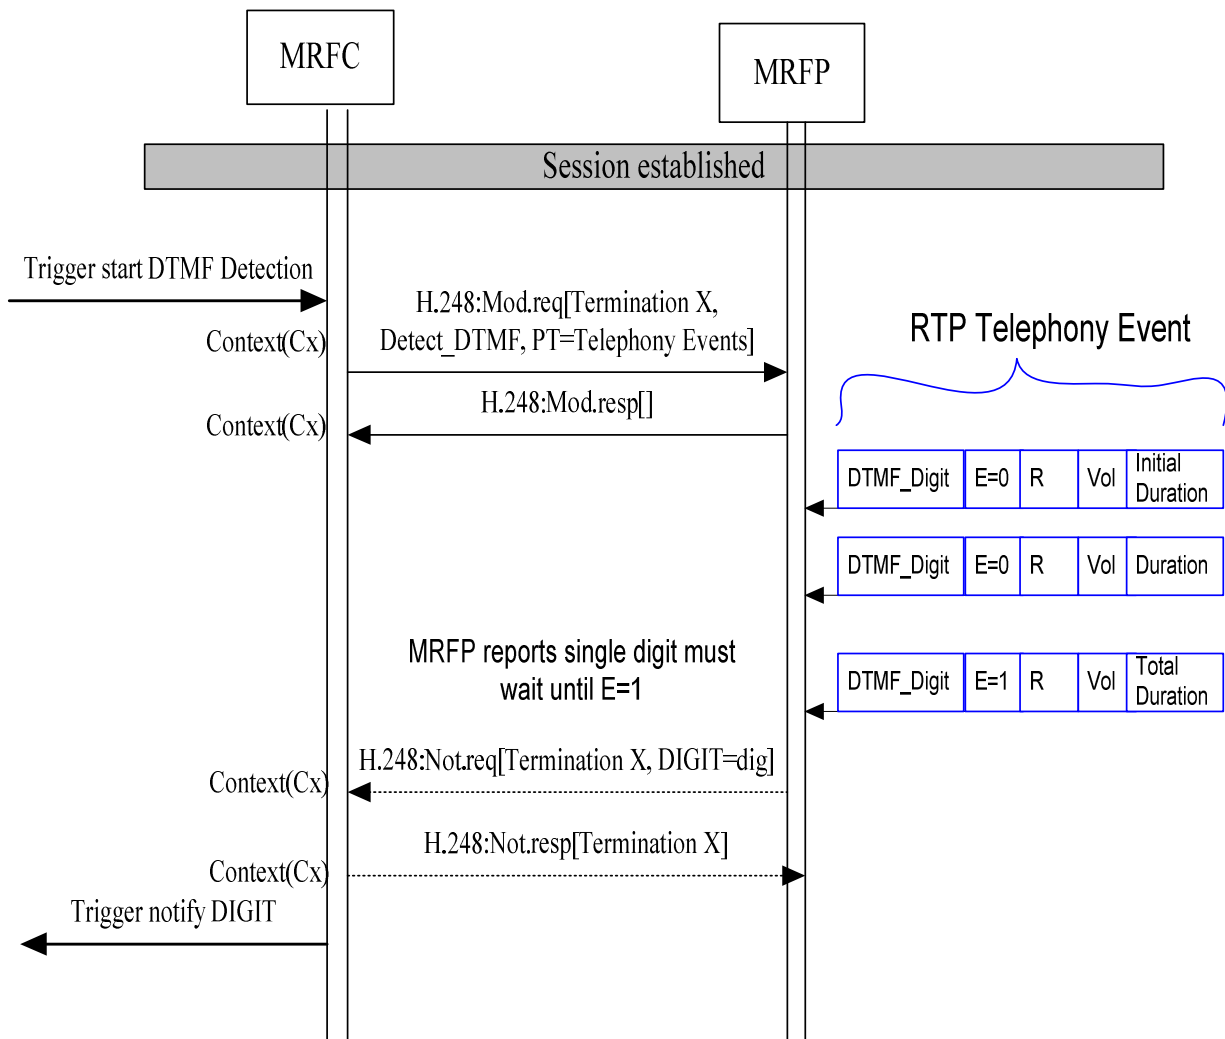 MRFC
MRFP
Session established
Trigger start DTMF Detection
H.248:Mod.req[Termination X,
Context(Cx)
Detect_DTMF, PT=Telephony Events]
RTP Telephony Event
H.248:Mod.resp[]
Context(Cx)
DTMF_Digit E=0 R Vol Initial
Duration
DTMF_Digit E=0 R Vol Duration
MRFP reports single digit must
wait until E=1
DTMF_Digit E=1 R Vol Total
Duration
H.248:Not.req[Termination X, DIGIT=dig]
Context(Cx)
H.248:Not.resp[Termination X]
Context(Cx)
Trigger notify DIGIT